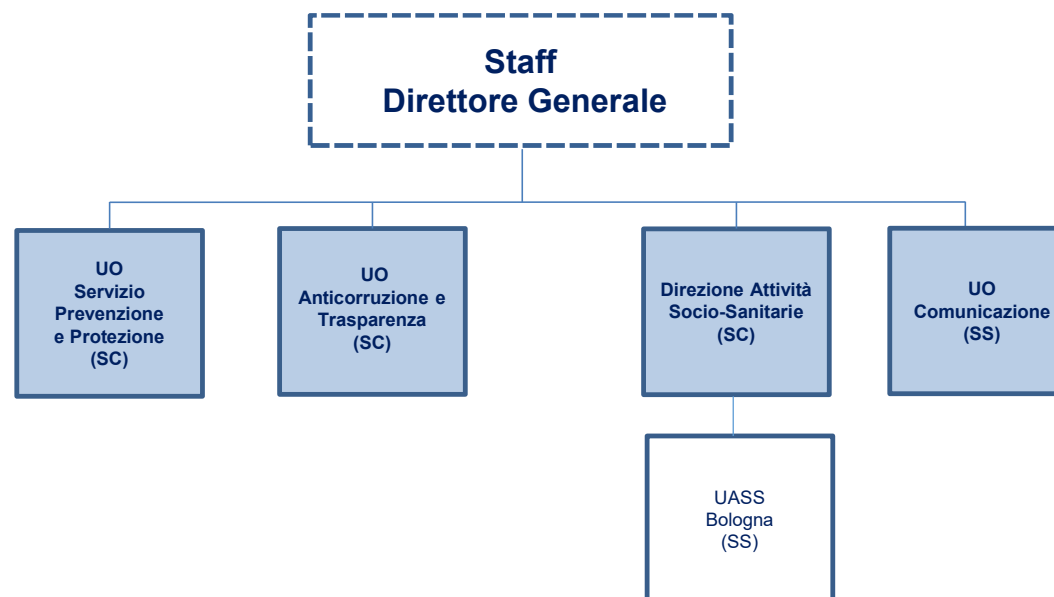 Staff
Direttore Generale
UO
Servizio
Prevenzione
e Protezione
(SC)
UO
Anticorruzione e
Trasparenza
(SC)
Direzione Attività
Socio-Sanitarie
(SC)
UO
Comunicazione
(SS)
UASS
Bologna
(SS)